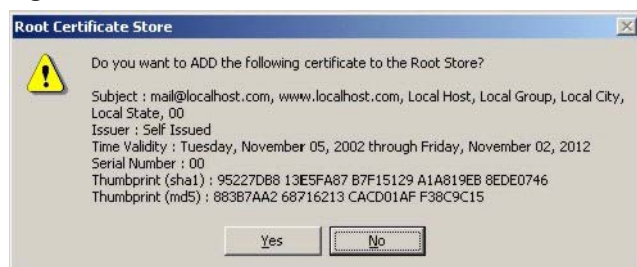 Root Certificate Store
Do you want to ADD the following certificate to the Root Store?
Subject : mail@localhost.com, www.localhost.com, Local Host, Local Group, Local City,
Local State, 00
Issuer : Self Issued
Time Validity : Tuesday, November 05, 2002 through Friday, November 02, 2012
Serial Number : 00
Thumbprint (sha1) : 95227DB8 13E5FA87 B7F15129 A1A819EB 8EDE0746
Thumbprint (md5) : 883B7AA2 68716213 CACD01AF F38C9C15
Yes No